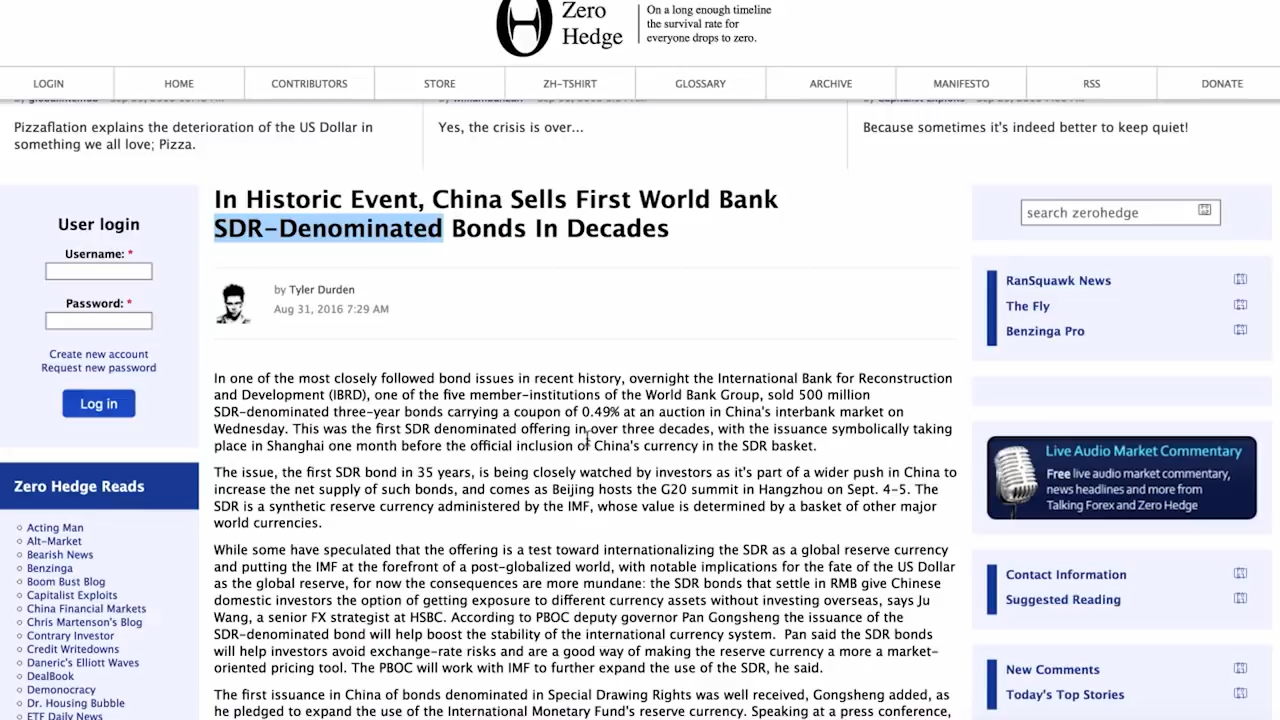 Zero
Hedge
On a long enough timeline
the survival rate for
everyone drops to zero.
LOGIN
HOME
CONTRIBUTORS
STORE
ZH-TSHIRT
GLOSSARY
ARCHIVE
MANIFESTO
RSS
DONATE
Pizzaflation explains the deterioration of the US Dollar in
something we all love; Pizza.
Yes, the crisis is over...
Because sometimes it's indeed better to keep quiet!
User login
Username: *
Password: *
Create new account
Request new password
Log in
Zero Hedge Reads
Acting Man
Alt-Market
Bearish News
Benzinga
Boom Bust Blog
Capitalist Exploits
China Financial Markets
Chris Martenson's Blog
Contrary Investor
Credit Writedowns
Daneric's Elliott Waves
DealBook
Demonocracy
Dr. Housing Bubble
ETF Daily News
In Historic Event, China Sells First World Bank
SDR-Denominated Bonds In Decades
by Tyler Durden
Aug 31, 2016 7:29 AM
In one of the most closely followed bond issues in recent history, overnight the International Bank for Reconstruction
and Development (IBRD), one of the five member-institutions of the World Bank Group, sold 500 million
SDR-denominated three-year bonds carrying a coupon of 0.49% at an auction in China's interbank market on
Wednesday. This was the first SDR denominated offering in over three decades, with the issuance symbolically taking
place in Shanghai one month before the official inclusion of China's currency in the SDR basket.
The issue, the first SDR bond in 35 years, is being closely watched by investors as it's part of a wider push in China to
increase the net supply of such bonds, and comes as Beijing hosts the G20 summit in Hangzhou on Sept. 4-5. The
SDR is a synthetic reserve currency administered by the IMF, whose value is determined by a basket of other major
world currencies.
While some have speculated that the offering is a test toward internationalizing the SDR as a global reserve currency
and putting the IMF at the forefront of a post-globalized world, with notable implications for the fate of the US Dollar
as the global reserve, for now the consequences are more mundane: the SDR bonds that settle in RMB give Chinese
domestic investors the option of getting exposure to different currency assets without investing overseas, says Ju
Wang, a senior FX strategist at HSBC. According to PBOC deputy governor Pan Gongsheng the issuance of the
SDR-denominated bond will help boost the stability of the international currency system.  Pan said the SDR bonds
will help investors avoid exchange-rate risks and are a good way of making the reserve currency a more a market-
oriented pricing tool. The PBOC will work with IMF to further expand the use of the SDR, he said.
The first issuance in China of bonds denominated in Special Drawing Rights was well received, Gongsheng added, as
he pledged to expand the use of the International Monetary Fund's reserve currency. Speaking at a press conference,
search zerohedge
RanSquawk News
The Fly
Benzinga Pro
Live Audio Market Commentary
Free live audio market commentary,
news headlines and more from
Talking Forex and Zero Hedge
Contact Information
Suggested Reading
New Comments
Today's Top Stories